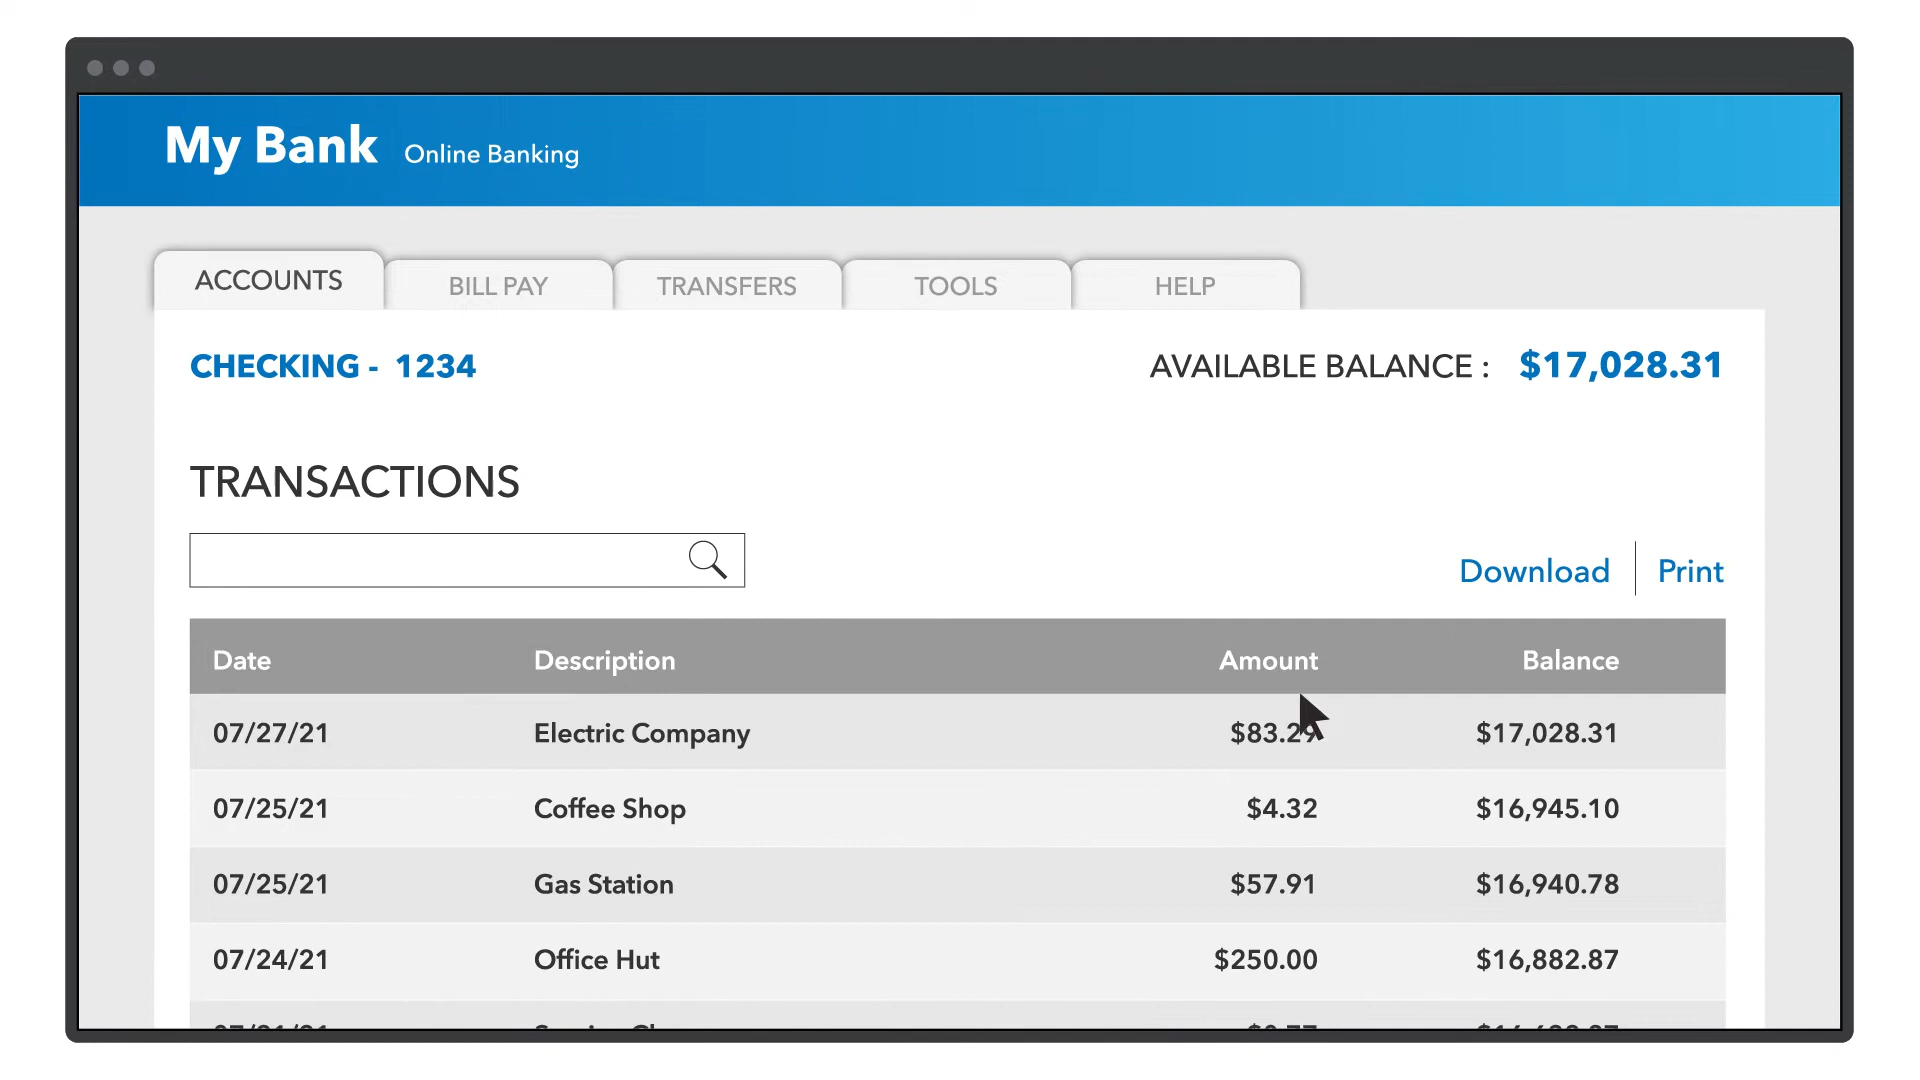 My Bank Online Banking
ACCOUNTS BILL PAY TRANSFERS TOOLS HELP
CHECKING - 1234 AVAILABLE BALANCE : $17,028.31
TRANSACTIONS
Download Print
Date Description Amount Balance
07/27/21 Electric Company $83.29 $17,028.31
07/25/21 Coffee Shop $4.32 $16,945.10
07/25/21 Gas Station $57.91 $16,940.78
07/24/21 Office Hut $250.00 $16,882.87